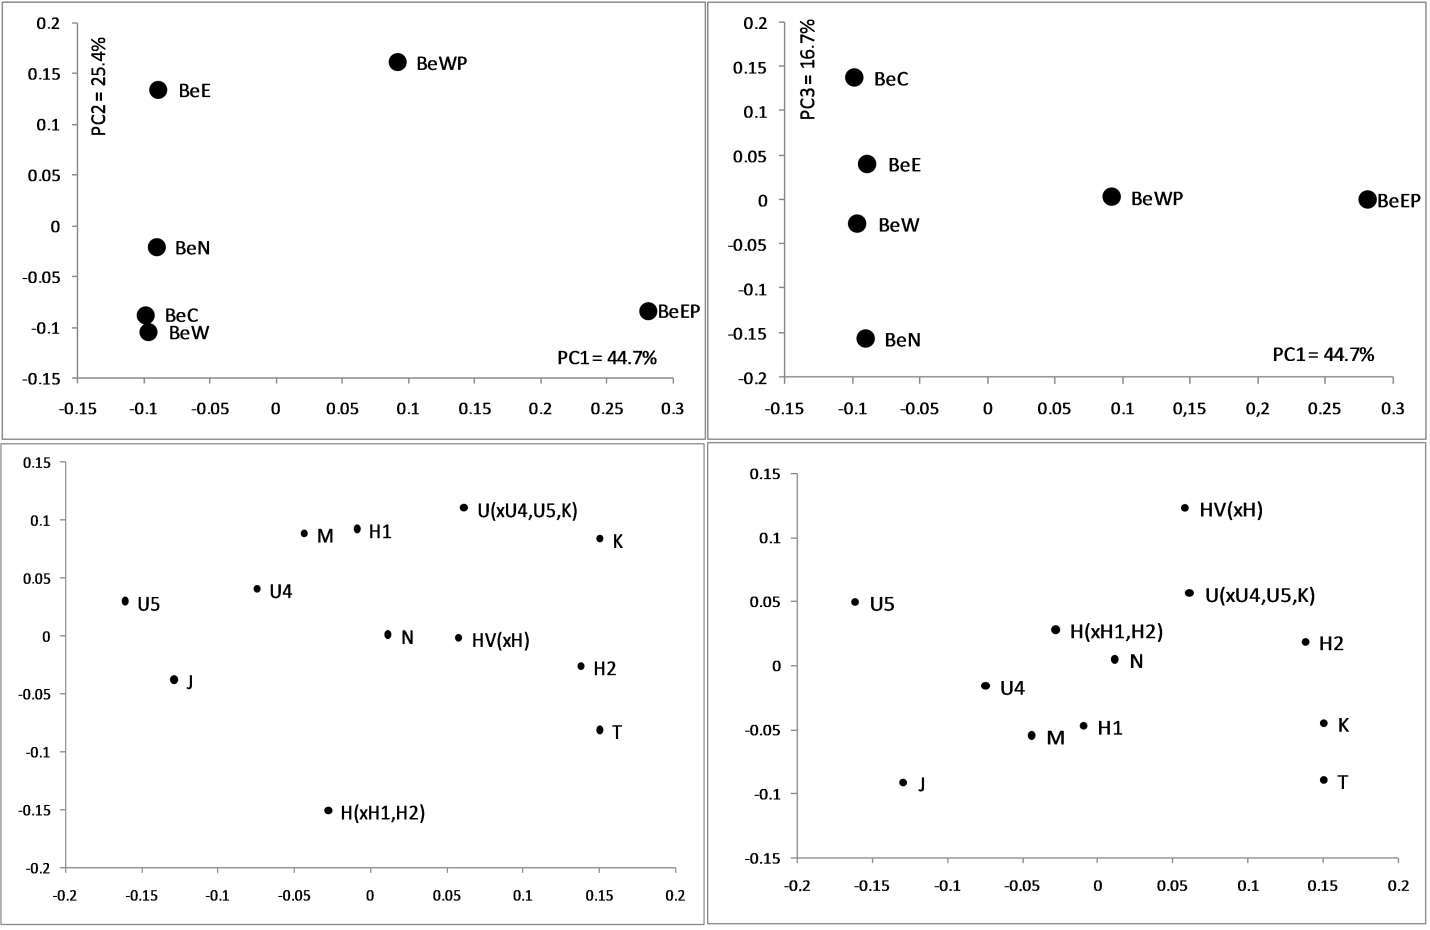 0.2
0.15
0.1
0.05
0
-0.05
-0.1
-0.15
PC2 = 25.4%
BeWP
BeE
BeN
BeC
BeW
BeEP
PC1 = 44.7%
-0.15 -0.1 -0.05 0 0.05 0.1 0.15 0.2 0.25 0.3
0.2
0.15
0.1
0.05
0
-0.05
-0.1
-0.15
-0.2
PC3 = 16.7%
BeC
BeE
BeWP
BeEP
BeW
BeN
PC1 = 44.7%
-0.15 -0.1 -0.05 0 0.05 0.1 0.15 0,2 0.25 0.3
0.15
0.1
0.05
0
-0.05
-0.1
-0.15
-0.2
U(xU4,U5,K)
M
H1
K
U4
U5
N
HV(xH)
H2
J
T
H(xH1,H2)
-0.2 -0.15 -0.1 -0.05 0 0.05 0.1 0.15 0.2
0.15
0.1
0.05
0
-0.05
-0.1
-0.15
HV(xH)
U5
U(xU4,U5,K)
H(xH1,H2)
H2
N
U4
K
H1
M
J
T
-0.2 -0.15 -0.1 -0.05 0 0.05 0.1 0.15 0.2